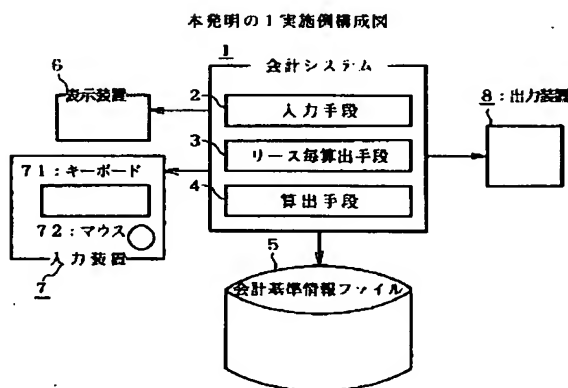 本発明の1実施例構成図
1
会計システム
6
表示装置
2
入力手段
8:出力装置
3
リース毎算出手段
71:キーボード
4
算出手段
72:マウス
入力装置
7
5
会計基準情報ファイル